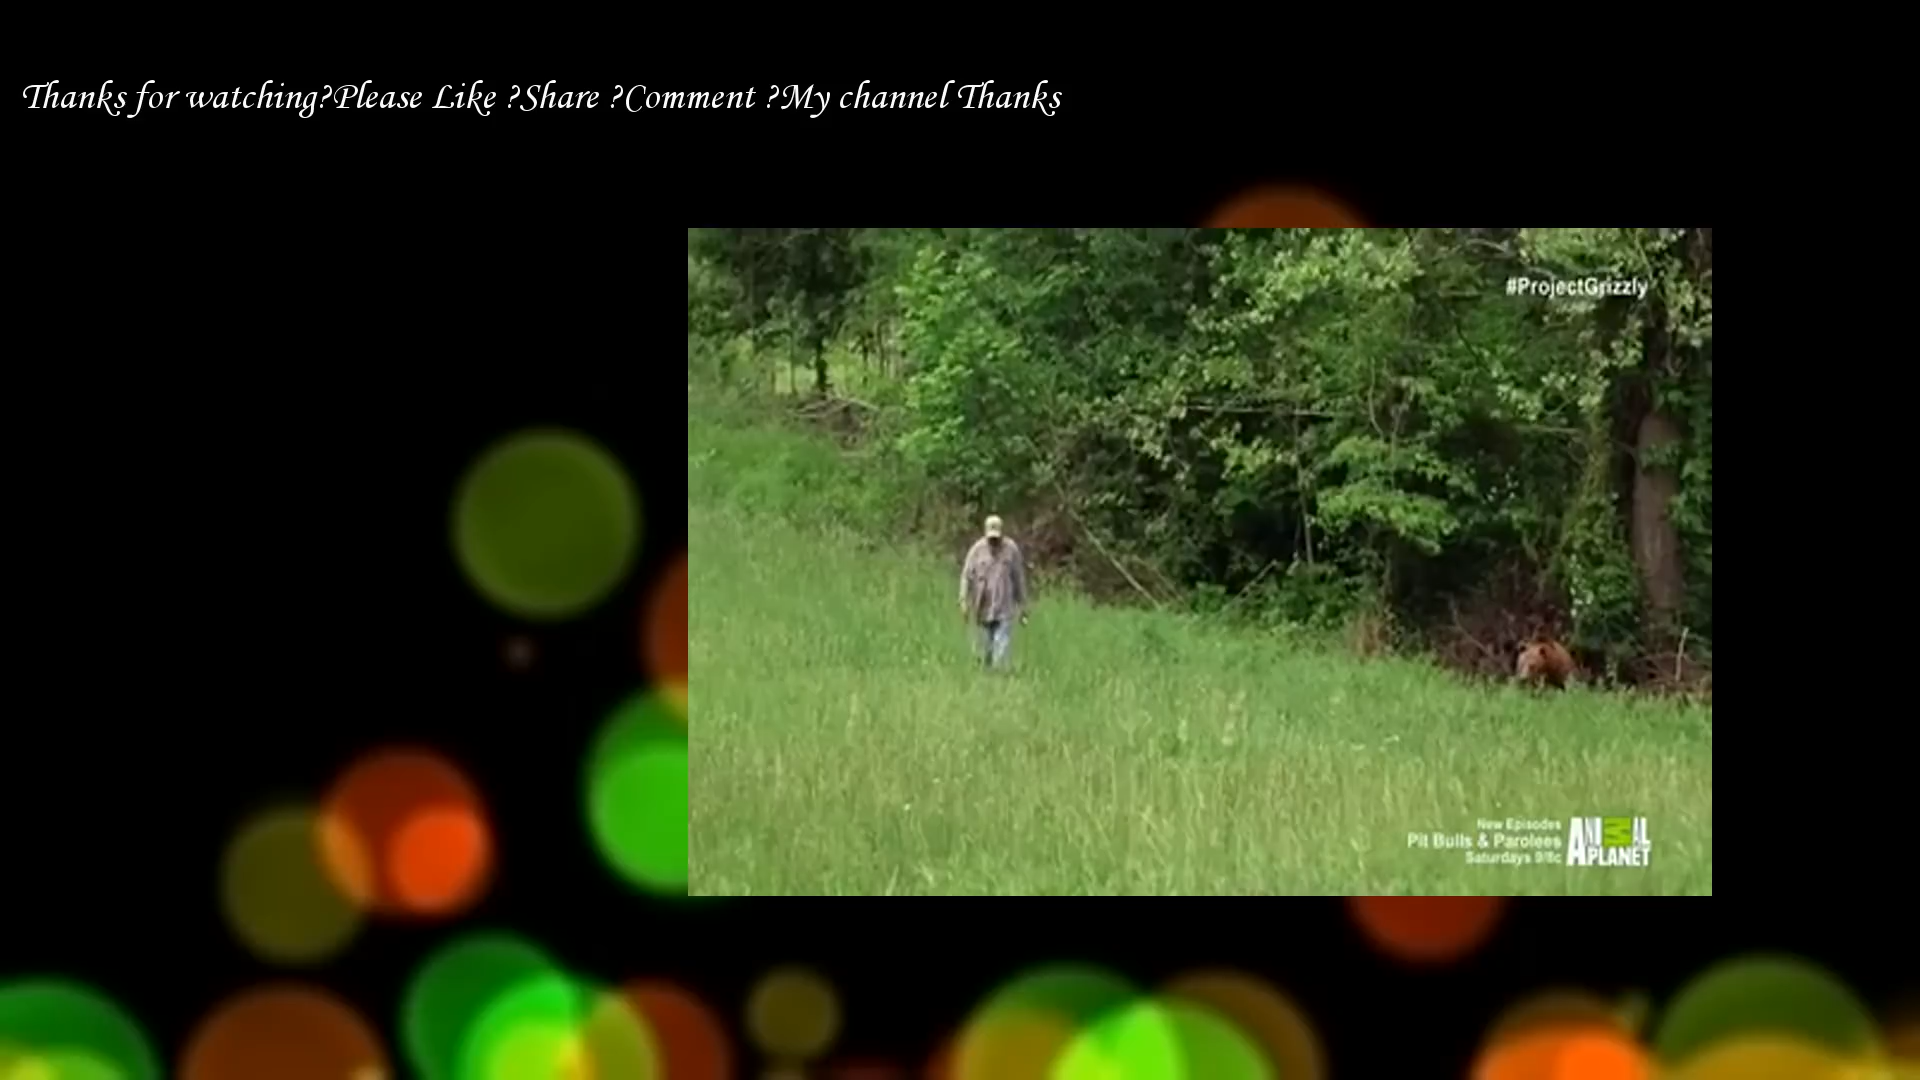 Thanks for watching?Please Like ?Share ?Comment ?My channel Thanks
#ProjectGrizzly
New Episodes
Pit Bulls & Parolees
Saturdays 9/8c
ANIMAL
PLANET